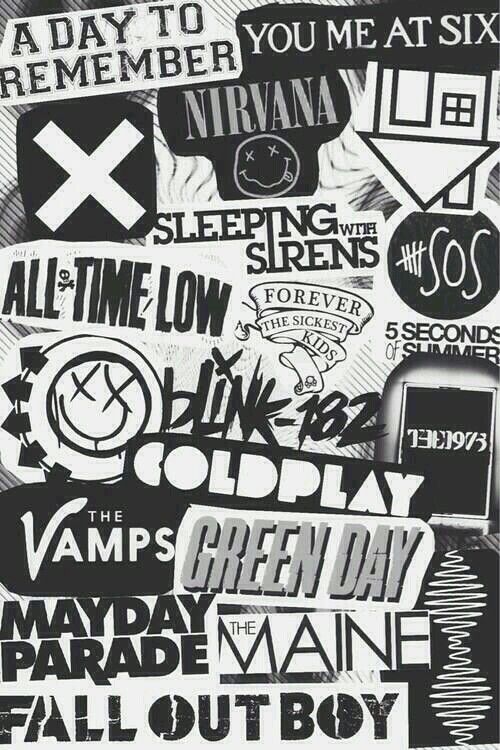 A DAY TO
REMEMBER
YOU ME AT SIX
NIRVANA
SLEEPING WITH
SIRENS
SOS
ALL TIME LOW
FOREVER
THE SICKEST
KIDS
5 SECONDS
OF SUMMER
blink-182
THE 1975
COLDPLAY
THE
VAMPS
GREEN DAY
MAYDAY
PARADE
THE
MAINE
FALL OUT BOY